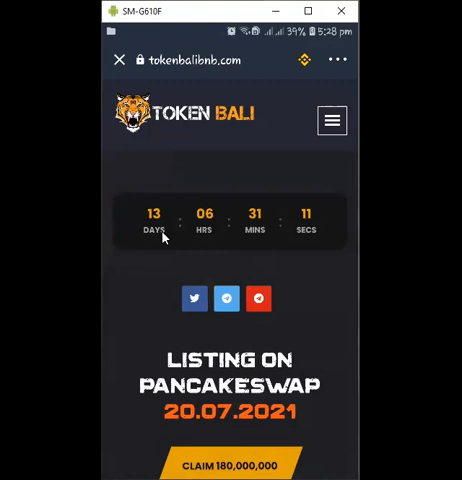 SM-G610F
39% 5:28 pm
tokenbalibnb.com
TOKEN BALI
13 06 31 11
DAYS : HRS : MINS : SECS
LISTING ON
PANCAKESWAP
20.07.2021
CLAIM 180,000,000